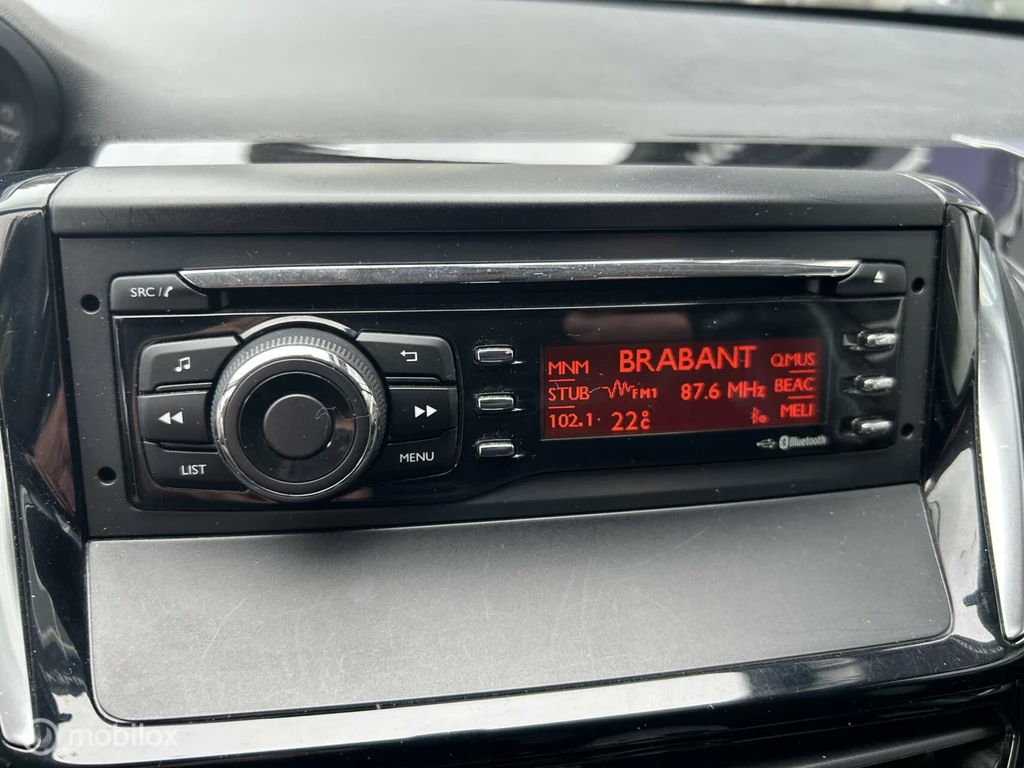 SRC /
LIST
MENU
MNM BRABANT Q.MUS
STUB FM1 87.6 MHz BEAC
102.1 22c MELI
Bluetooth
mobilox